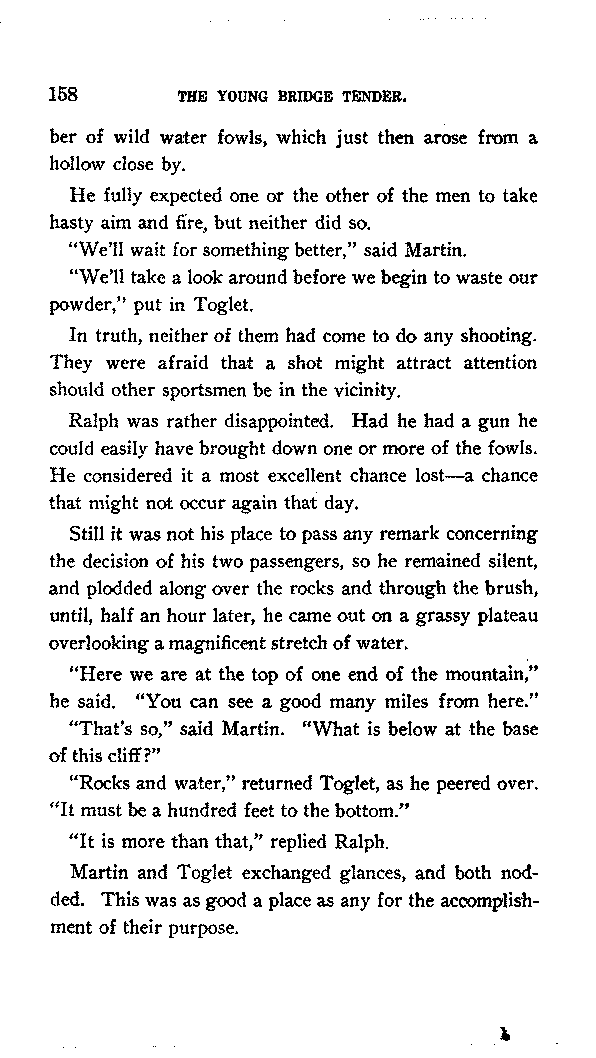 158 THE YOUNG BRIDGE TENDER.
ber of wild water fowls, which just then arose from a
hollow close by.
He fully expected one or the other of the men to take
hasty aim and fire, but neither did so.
"We'll wait for something better," said Martin.
"We'll take a look around before we begin to waste our
powder," put in Toglet.
In truth, neither of them had come to do any shooting.
They were afraid that a shot might attract attention
should other sportsmen be in the vicinity.
Ralph was rather disappointed. Had he had a gun he
could easily have brought down one or more of the fowls.
He considered it a most excellent chance lost—a chance
that might not occur again that day.
Still it was not his place to pass any remark concerning
the decision of his two passengers, so he remained silent,
and plodded along over the rocks and through the brush,
until, half an hour later, he came out on a grassy plateau
overlooking a magnificent stretch of water.
"Here we are at the top of one end of the mountain,"
he said. "You can see a good many miles from here."
"That's so," said Martin. "What is below at the base
of this cliff?"
"Rocks and water," returned Toglet, as he peered over.
"It must be a hundred feet to the bottom."
"It is more than that," replied Ralph.
Martin and Toglet exchanged glances, and both nod-
ded. This was as good a place as any for the accomplish-
ment of their purpose.